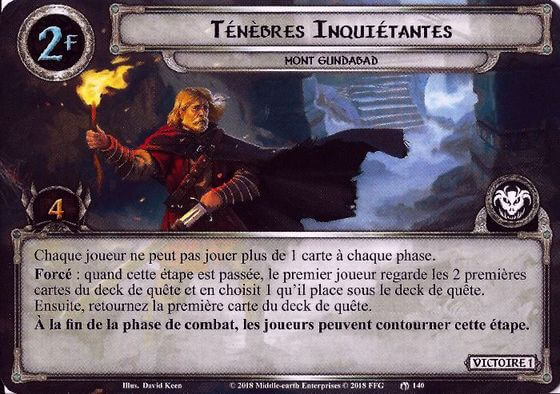 2F
TÉNÈBRES INQUIÉTANTES
MONT GUNDABAD
4
Chaque joueur ne peut pas jouer plus de 1 carte à chaque phase.
Forcé : quand cette étape est passée, le premier joueur regarde les 2 premières
cartes du deck de quête et en choisit 1 qu'il place sous le deck de quête.
Ensuite, retournez la première carte du deck de quête.
À la fin de la phase de combat, les joueurs peuvent contourner cette étape.
VICTOIRE 1
Illus. David Keen © 2018 Middle-earth Enterprises © 2018 FFG 140